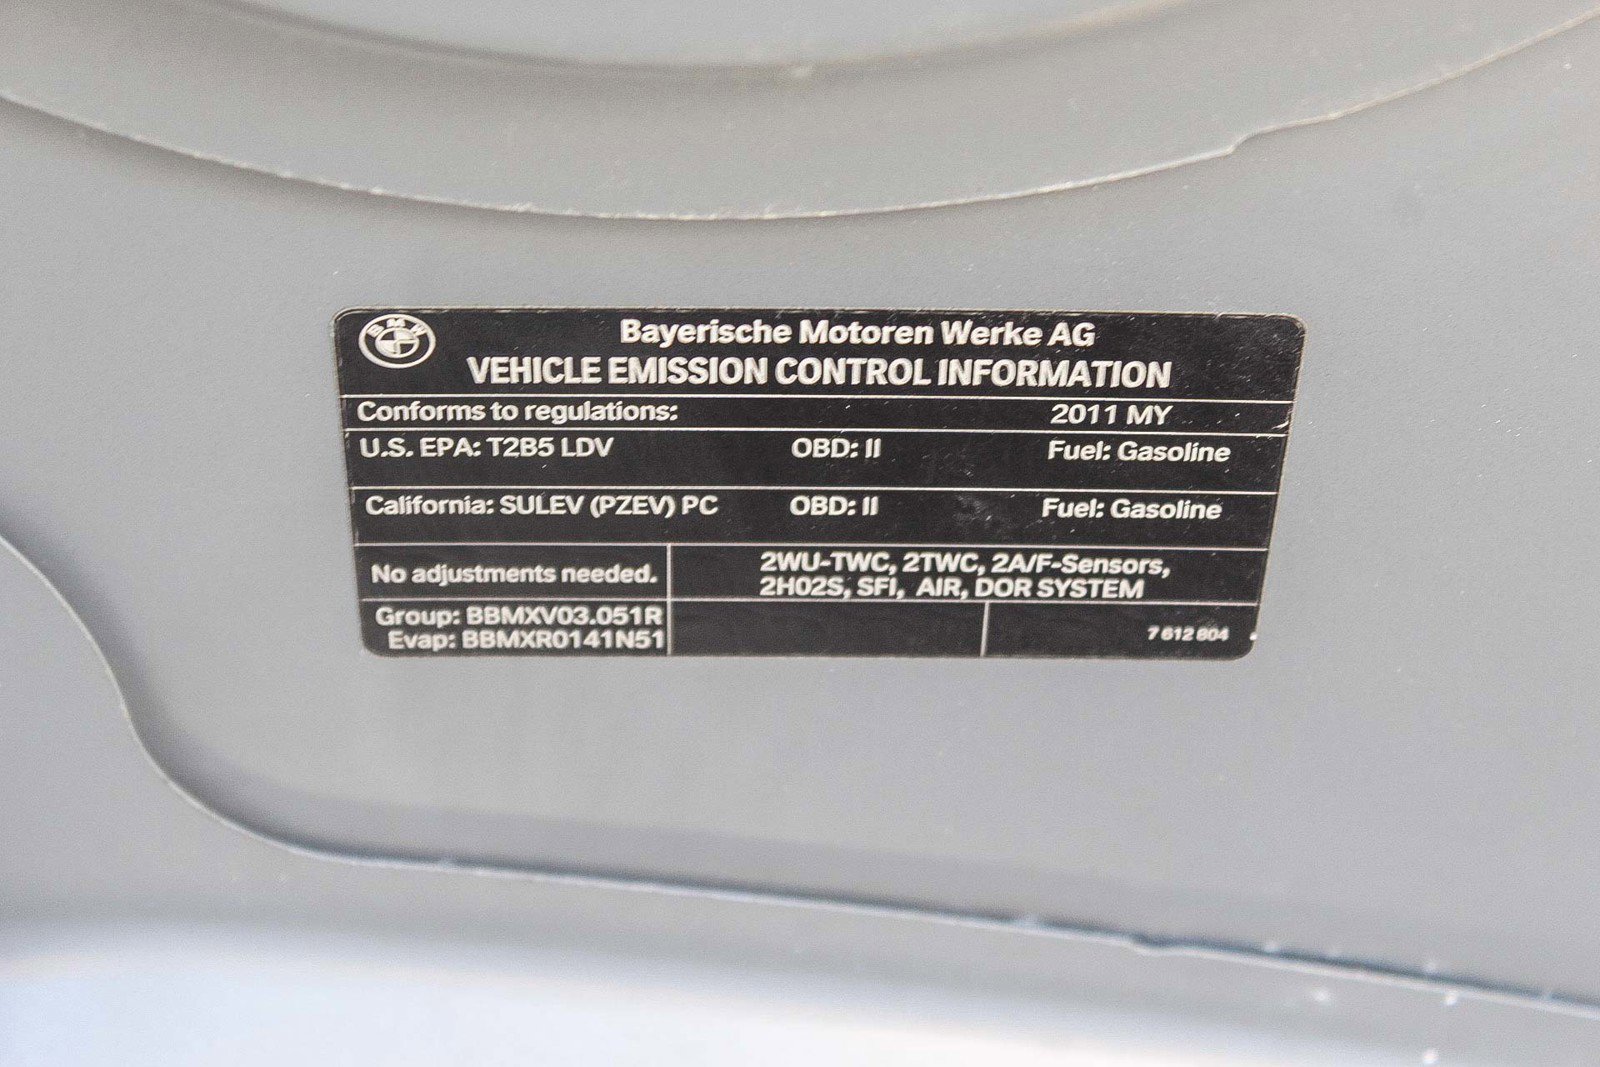 BMW
Bayerische Motoren Werke AG
VEHICLE EMISSION CONTROL INFORMATION
Conforms to regulations: 2011 MY
U.S. EPA: T2B5 LDV OBD: II Fuel: Gasoline
California: SULEV (PZEV) PC OBD: II Fuel: Gasoline
No adjustments needed.
2WU-TWC, 2TWC, 2A/F-Sensors,
2HO2S, SFI, AIR, DOR SYSTEM
Group: BBMXV03.051R
Evap: BBMXR0141N51
7 612 804